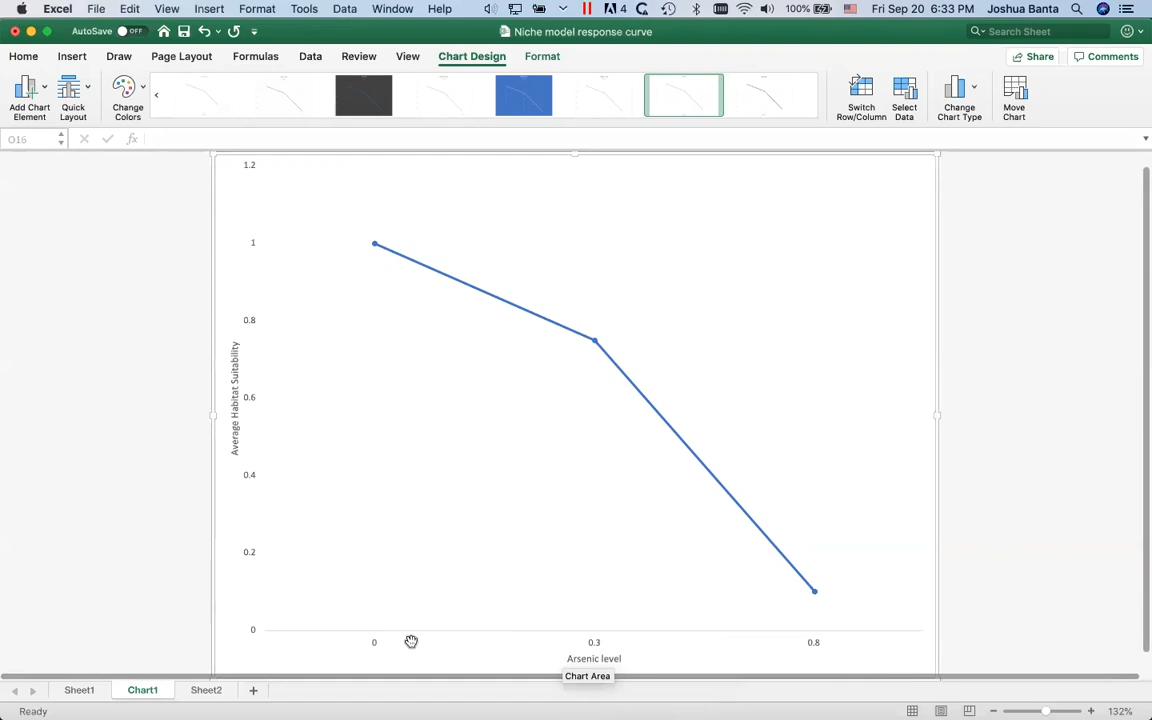 Excel File Edit View Insert Format Tools Data Window Help 4 100% Fri Sep 20 6:33 PM Joshua Banta
AutoSave OFF Niche model response curve Search Sheet
Home Insert Draw Page Layout Formulas Data Review View Chart Design Format Share Comments
Add Chart Element
Quick Layout
Change Colors
Switch Row/Column
Select Data
Change Chart Type
Move Chart
O16 fx
1.2
1
0.8
0.6
0.4
0.2
0
Average Habitat Suitability
0 0.3 0.8
Arsenic level
Chart Area
Sheet1 Chart1 Sheet2 +
Ready 132%